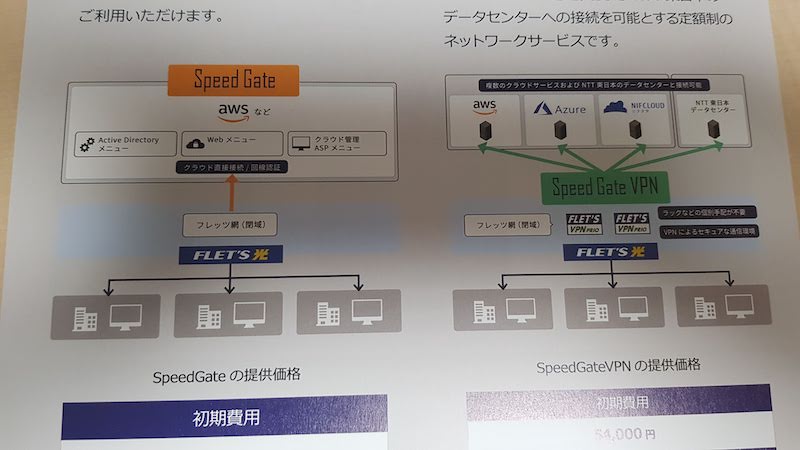 ご利用いただけます。
Speed Gate
aws など
Active Directory
メニュー
Web メニュー
クラウド管理
ASP メニュー
クラウド直接接続 / 回線認証
フレッツ網(閉域)
FLET'S 光
SpeedGate の提供価格
初期費用
データセンターへの接続を可能とする定額制の
ネットワークサービスです。
複数のクラウドサービスおよび NTT 東日本のデータセンターと接続可能
aws
Azure
NIFCLOUD
NTT 東日本
データセンター
Speed Gate VPN
フレッツ網(閉域)
FLET'S
VPN PRIO
FLET'S
VPN PRIO
ラックなどの個別手配が不要
VPN によるセキュアな通信環境
FLET'S 光
SpeedGateVPN の提供価格
初期費用
54,000 円